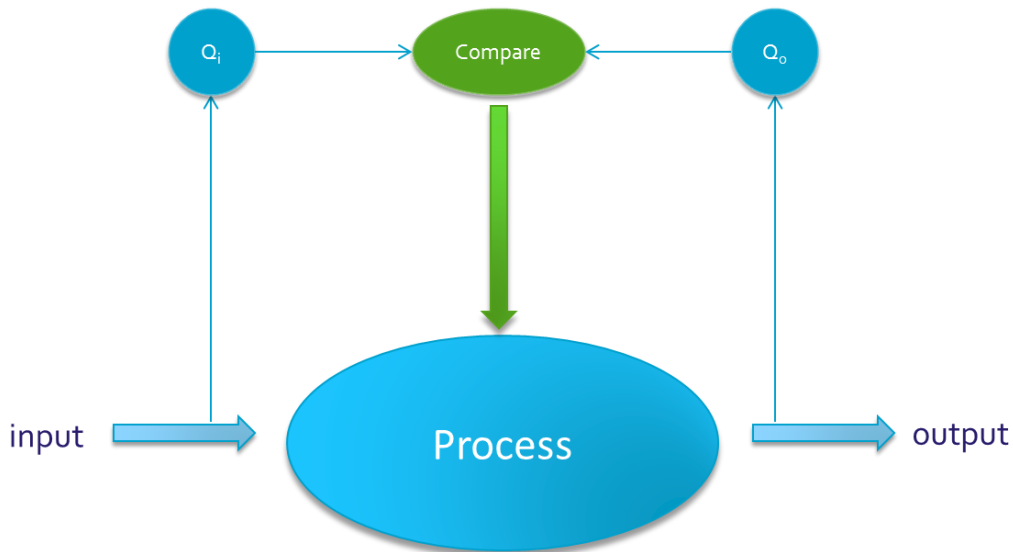 Qi
Compare
Qo
input
Process
output